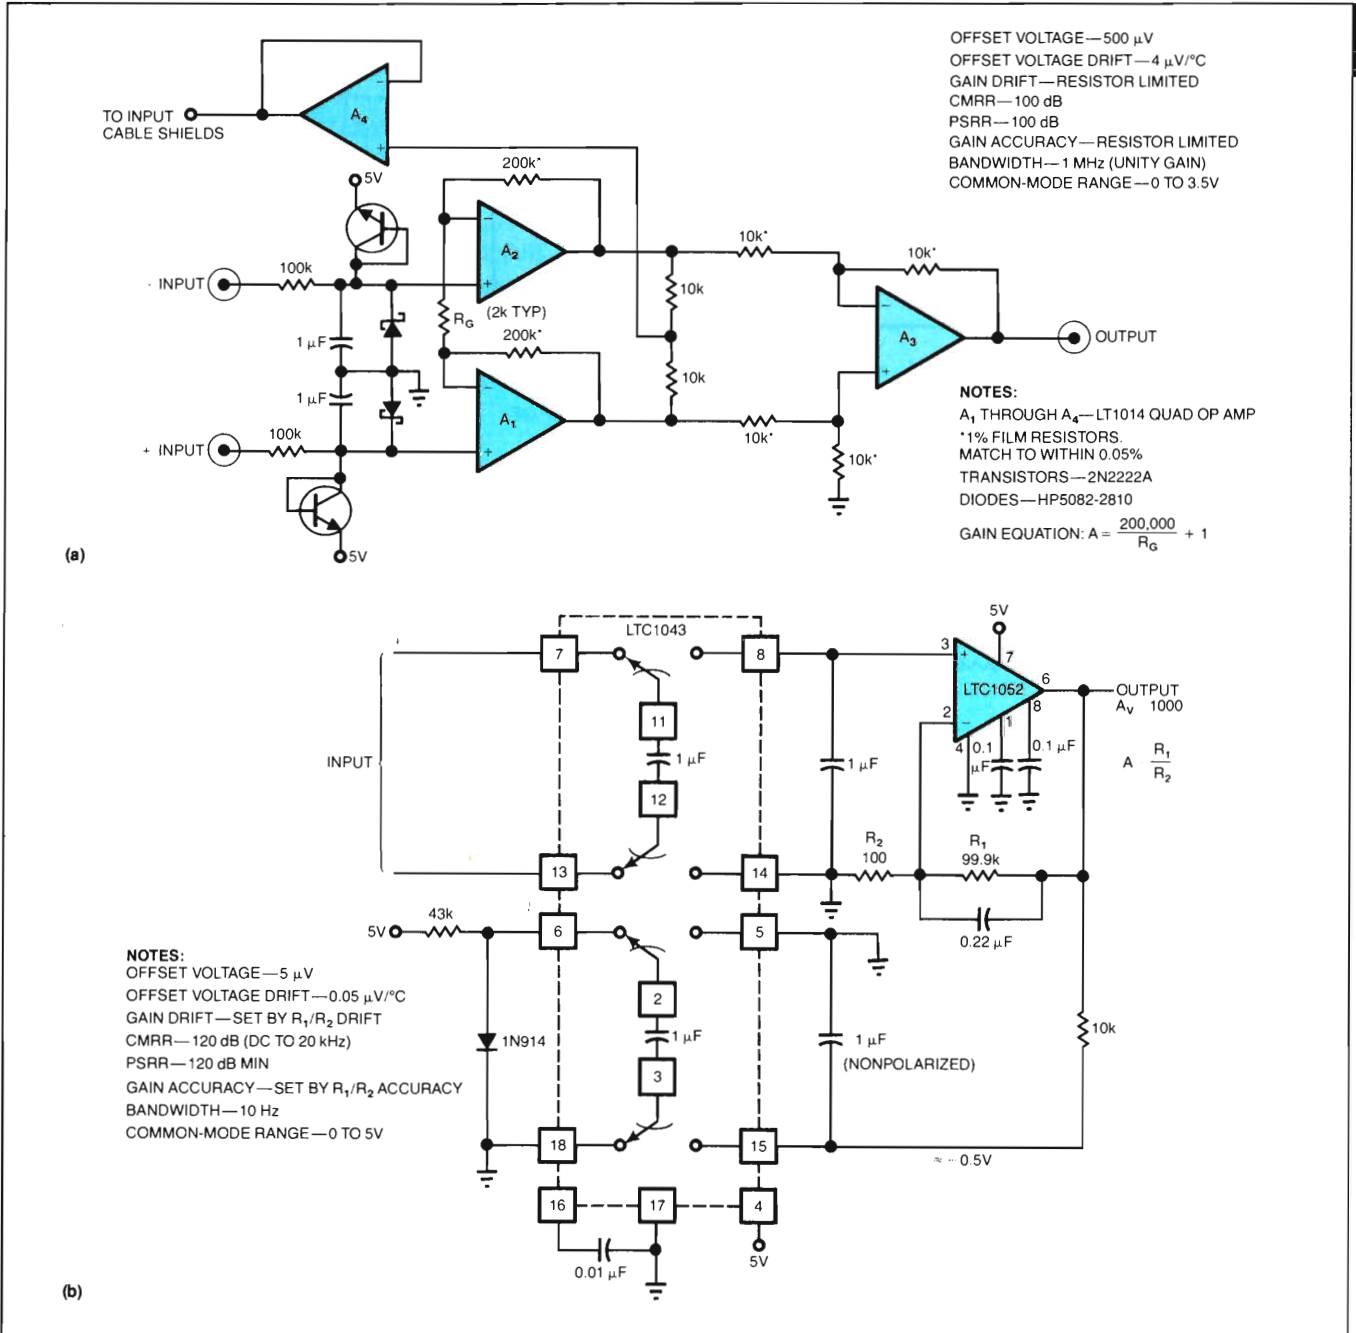 OFFSET VOLTAGE—500 µV
OFFSET VOLTAGE DRIFT—4 µV/°C
GAIN DRIFT—RESISTOR LIMITED
CMRR—100 dB
PSRR—100 dB
GAIN ACCURACY—RESISTOR LIMITED
BANDWIDTH—1 MHz (UNITY GAIN)
COMMON-MODE RANGE—0 TO 3.5V
TO INPUT
CABLE SHIELDS
A4
-
+
5V
200k*
A2
-
+
(2k TYP)
- INPUT
100k
1 µF
1 µF
RG
200k*
A1
-
+
+ INPUT
100k
5V
10k
10k
10k*
10k*
10k*
10k*
A3
-
+
OUTPUT
NOTES:
A1 THROUGH A4—LT1014 QUAD OP AMP
*1% FILM RESISTORS.
MATCH TO WITHIN 0.05%
TRANSISTORS—2N2222A
DIODES—HP5082-2810
GAIN EQUATION: A = 200,000 / RG + 1
(a)
LTC1043
+
INPUT
7
8
11
1 µF
12
13
14
1 µF
5V
3
+
7
LTC1052
6
OUTPUT
AV 1000
2
-
4
1
8
0.1
µF
0.1 µF
A R1 / R2
R2
100
R1
99.9k
0.22 µF
10k
5V
43k
6
5
2
1 µF
3
1N914
18
15
1 µF
(NONPOLARIZED)
≈ -0.5V
16
17
4
5V
0.01 µF
NOTES:
OFFSET VOLTAGE—5 µV
OFFSET VOLTAGE DRIFT—0.05 µV/°C
GAIN DRIFT—SET BY R1/R2 DRIFT
CMRR—120 dB (DC TO 20 kHz)
PSRR—120 dB MIN
GAIN ACCURACY—SET BY R1/R2 ACCURACY
BANDWIDTH—10 Hz
COMMON-MODE RANGE—0 TO 5V
(b)